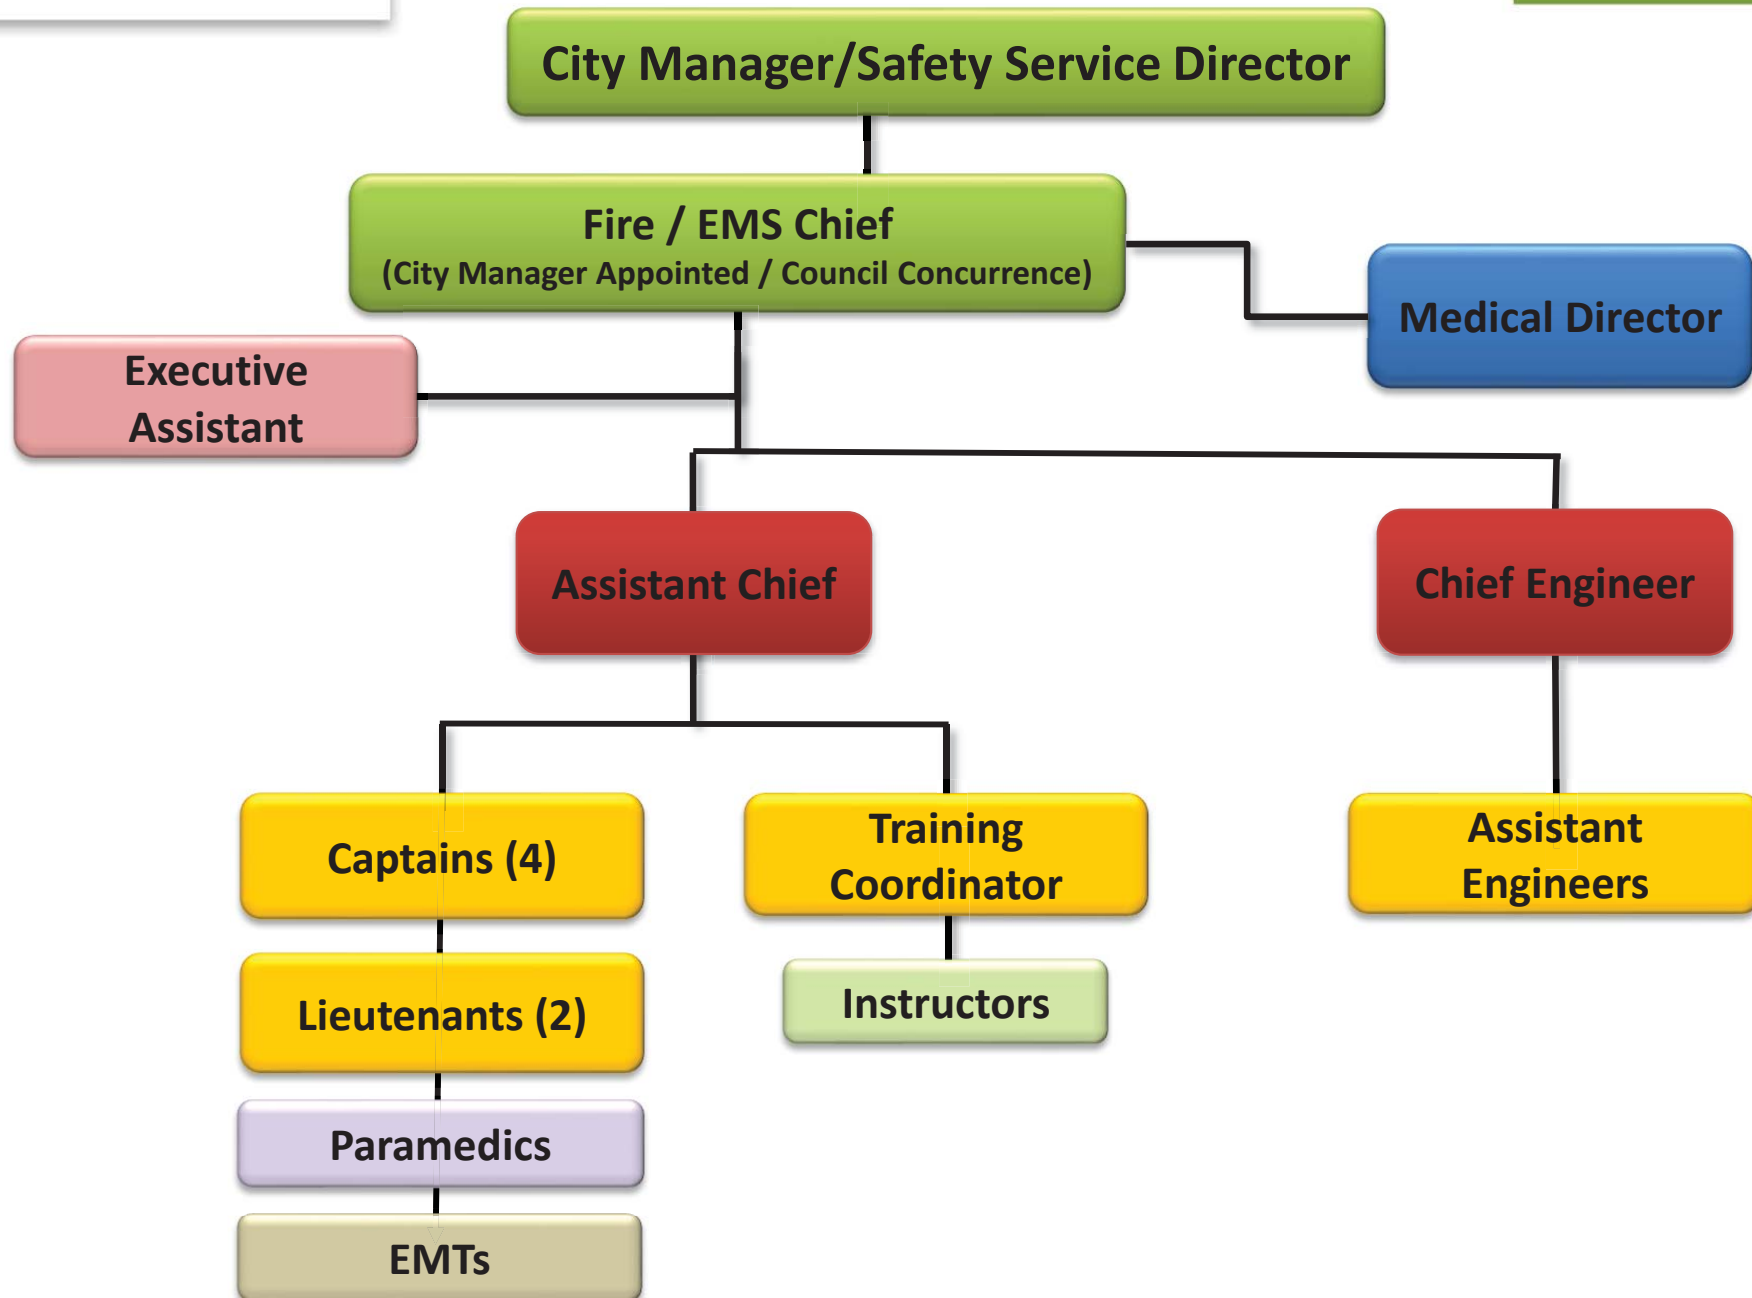 City Manager/Safety Service Director
Fire / EMS Chief
(City Manager Appointed / Council Concurrence)
Medical Director
Executive
Assistant
Assistant Chief
Chief Engineer
Captains (4)
Training
Coordinator
Assistant
Engineers
Lieutenants (2)
Instructors
Paramedics
EMTs